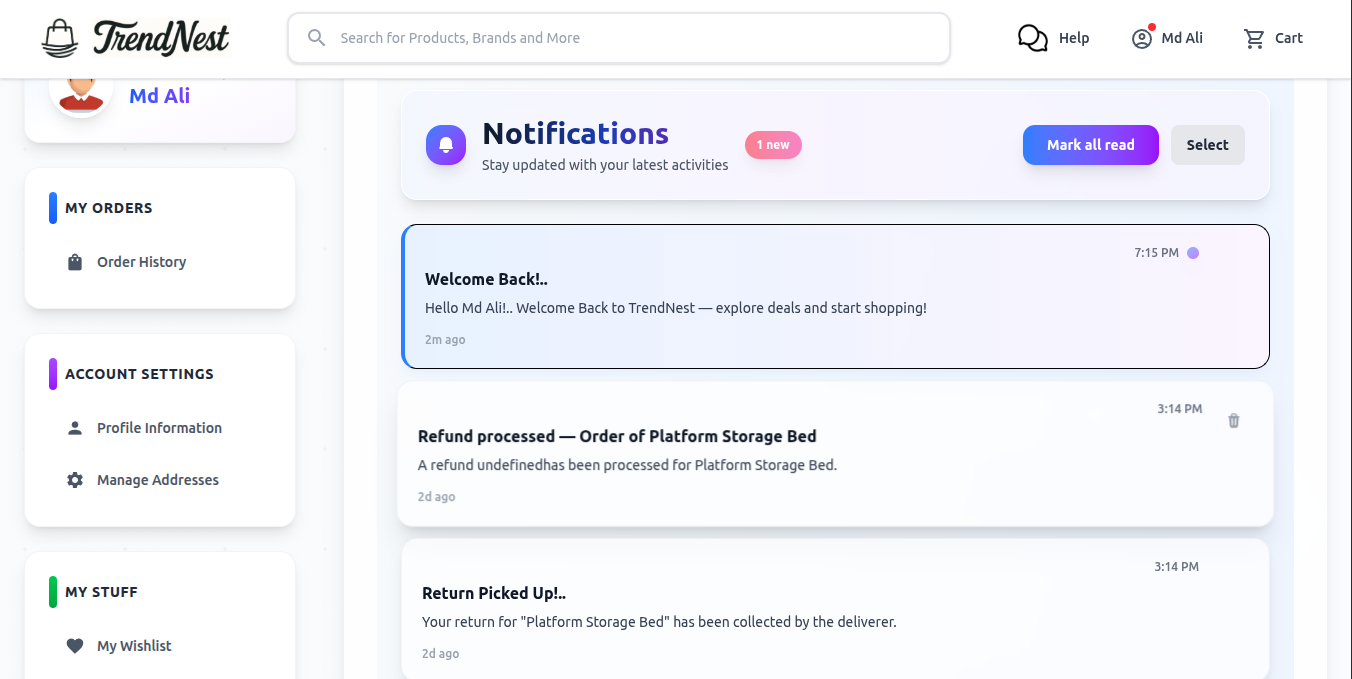 TrendNest
Search for Products, Brands and More
Help
Md Ali
Cart
Md Ali
MY ORDERS
Order History
ACCOUNT SETTINGS
Profile Information
Manage Addresses
MY STUFF
My Wishlist
Notifications
Stay updated with your latest activities
1 new
Mark all read
Select
7:15 PM
Welcome Back!..
Hello Md Ali!.. Welcome Back to TrendNest — explore deals and start shopping!
2m ago
3:14 PM
Refund processed — Order of Platform Storage Bed
A refund undefinedhas been processed for Platform Storage Bed.
2d ago
3:14 PM
Return Picked Up!..
Your return for "Platform Storage Bed" has been collected by the deliverer.
2d ago